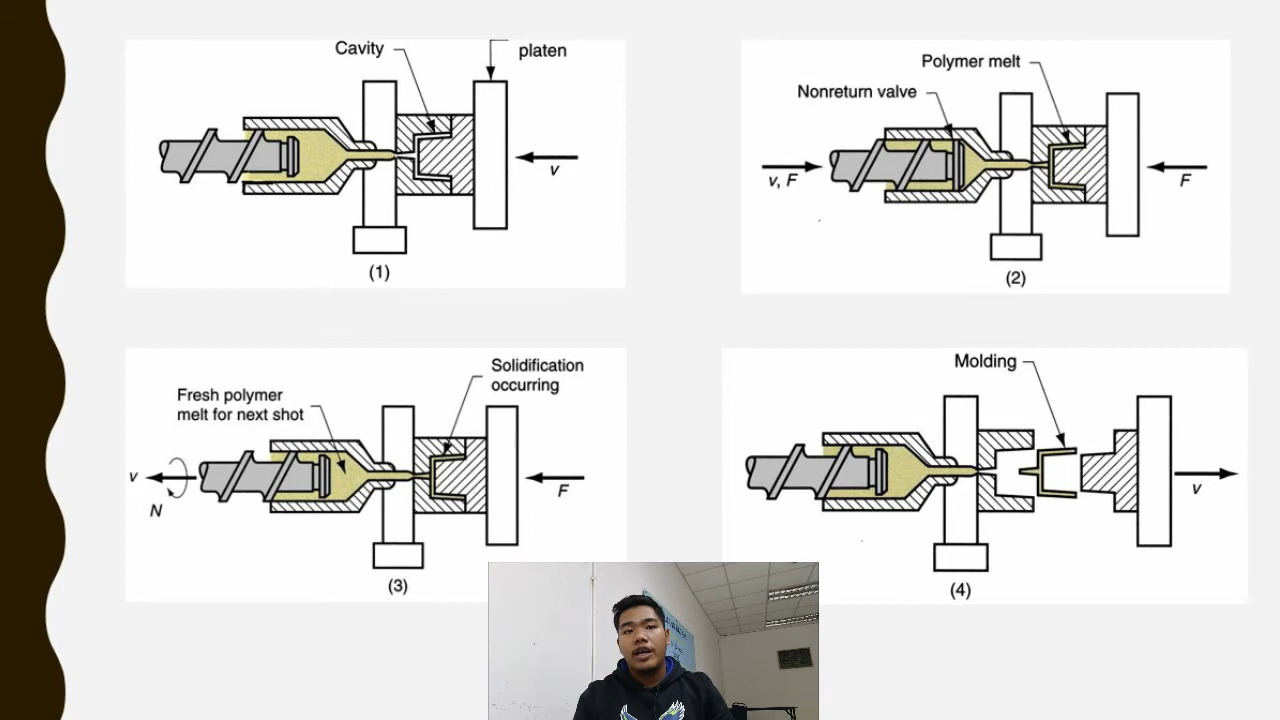 Cavity
platen
v
(1)
Polymer melt
Nonreturn valve
v, F
F
(2)
Solidification
occurring
Fresh polymer
melt for next shot
v
N
F
(3)
Molding
v
(4)